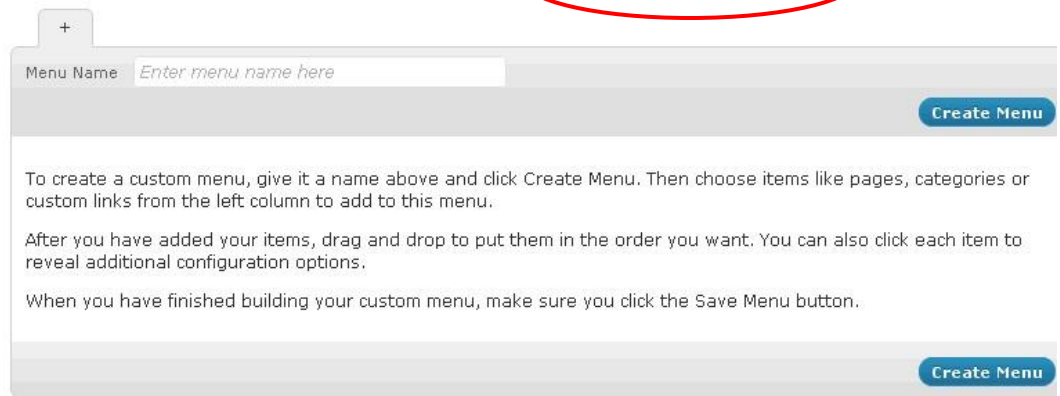 +
Menu Name Enter menu name here
Create Menu
To create a custom menu, give it a name above and click Create Menu. Then choose items like pages, categories or
custom links from the left column to add to this menu.
After you have added your items, drag and drop to put them in the order you want. You can also click each item to
reveal additional configuration options.
When you have finished building your custom menu, make sure you click the Save Menu button.
Create Menu